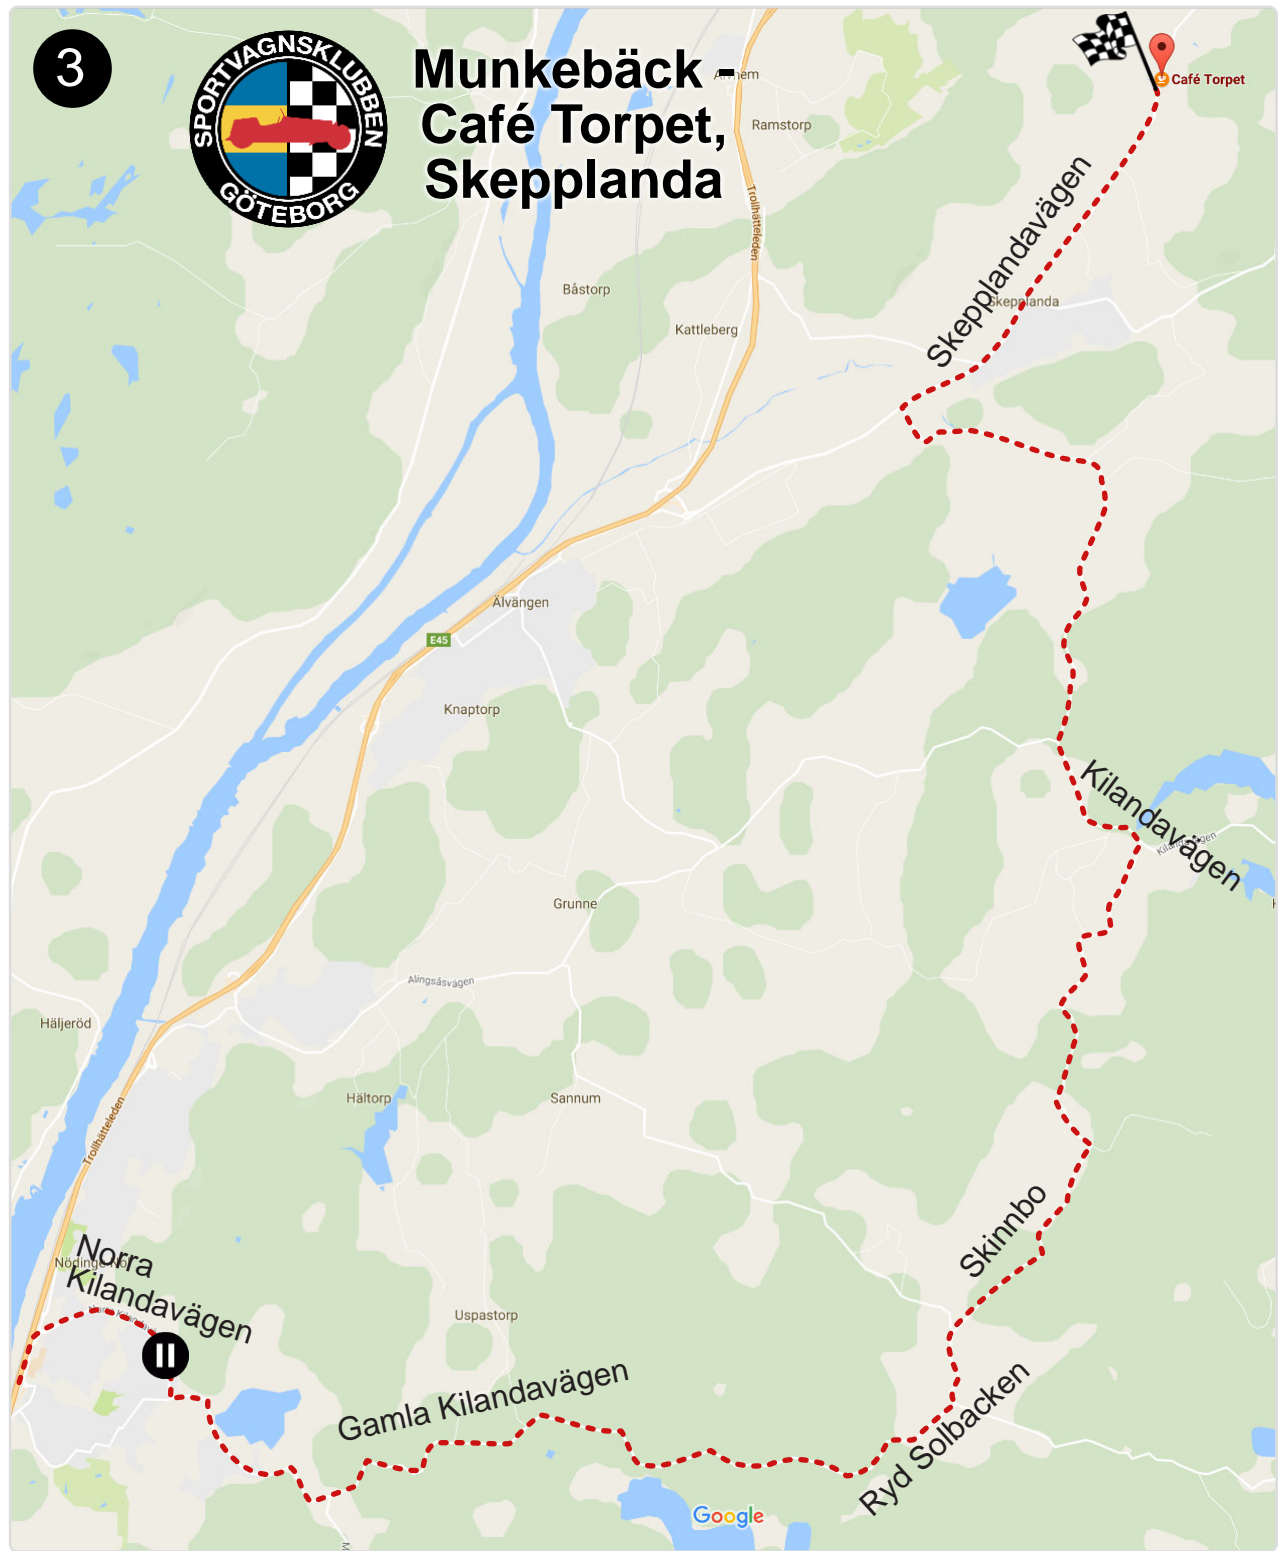 3
SPORTVAGNSKLUBBEN
GÖTEBORG
Munkebäck -
Café Torpet,
Skepplanda
Café Torpet
Ramstorp
Trollhätteleden
Skepplandavägen
Skepplanda
Båstorp
Kattleberg
Älvängen
E45
Knaptorp
Kilandavägen
Kilandavägen
Grunne
Alingsåsvägen
Häljeröd
Hältorp
Sannum
Trollhätteleden
Skinnbo
Norra
Kilandavägen
Uspastorp
Gamla Kilandavägen
Ryd Solbacken
Google